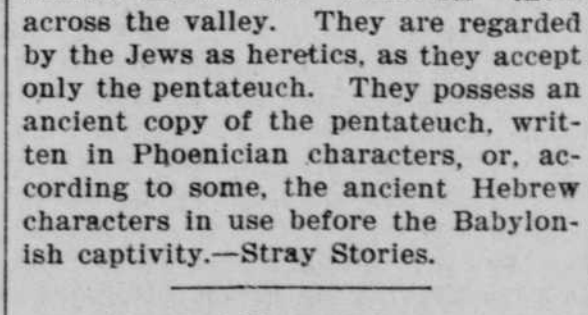 across the valley. They are regarded
by the Jews as heretics, as they accept
only the pentateuch. They possess an
ancient copy of the pentateuch, writ-
ten in Phoenician characters, or, ac-
cording to some, the ancient Hebrew
characters in use before the Babylon-
ish captivity.—Stray Stories.